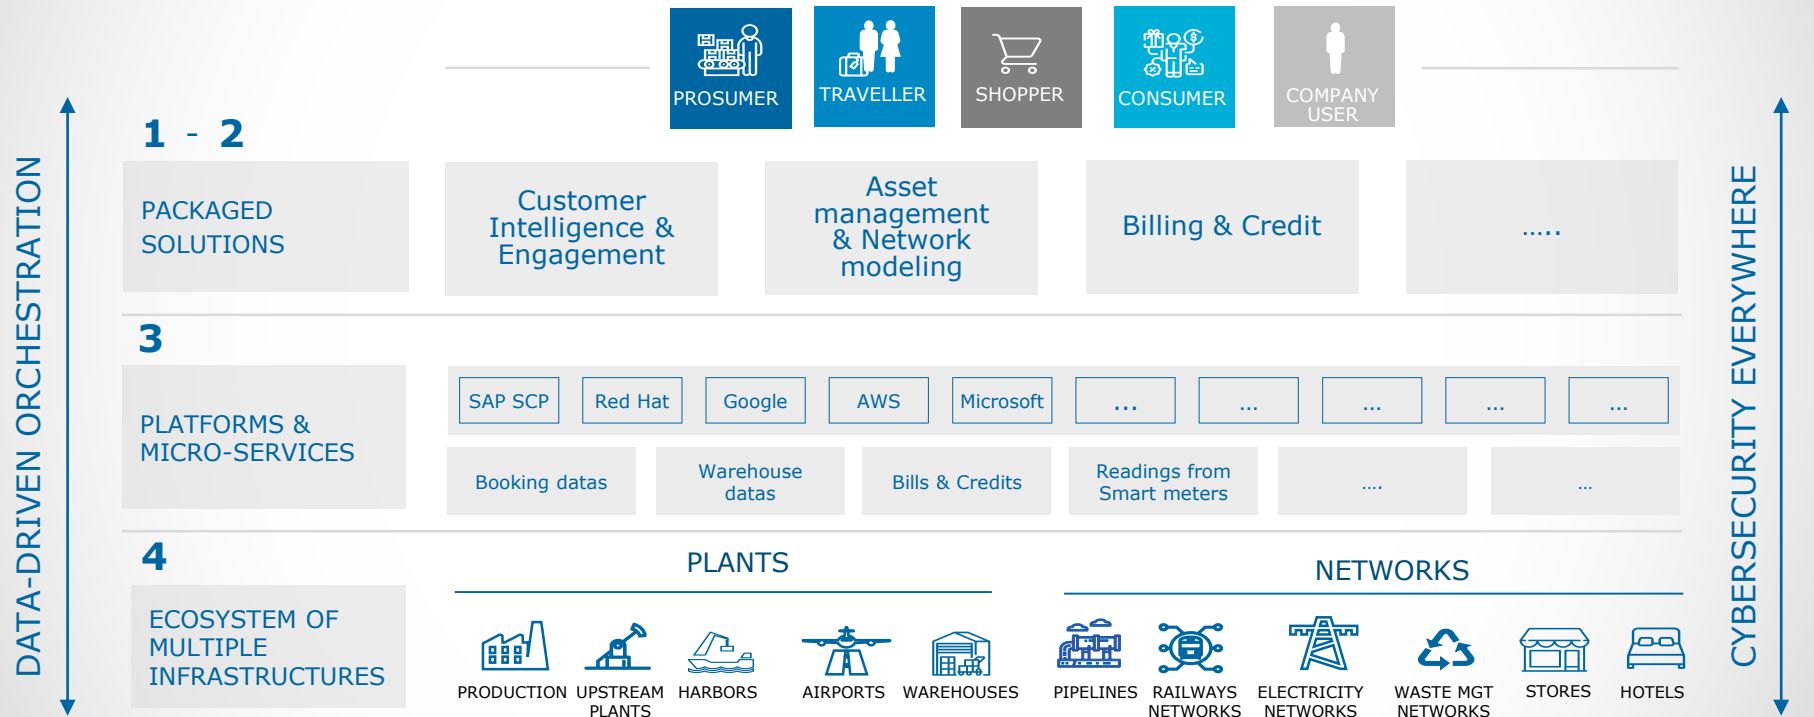 PROSUMER
TRAVELLER
SHOPPER
CONSUMER
COMPANY
USER
DATA-DRIVEN ORCHESTRATION
CYBERSECURITY EVERYWHERE
1 - 2
PACKAGED
SOLUTIONS
Customer
Intelligence &
Engagement
Asset
management
& Network
modeling
Billing & Credit
.....
3
PLATFORMS &
MICRO-SERVICES
SAP SCP
Red Hat
Google
AWS
Microsoft
...
...
...
...
...
Booking datas
Warehouse
datas
Bills & Credits
Readings from
Smart meters
....
...
4
ECOSYSTEM OF
MULTIPLE
INFRASTRUCTURES
PLANTS
PRODUCTION
UPSTREAM
PLANTS
HARBORS
AIRPORTS
WAREHOUSES
NETWORKS
PIPELINES
RAILWAYS
NETWORKS
ELECTRICITY
NETWORKS
WASTE MGT
NETWORKS
STORES
HOTELS